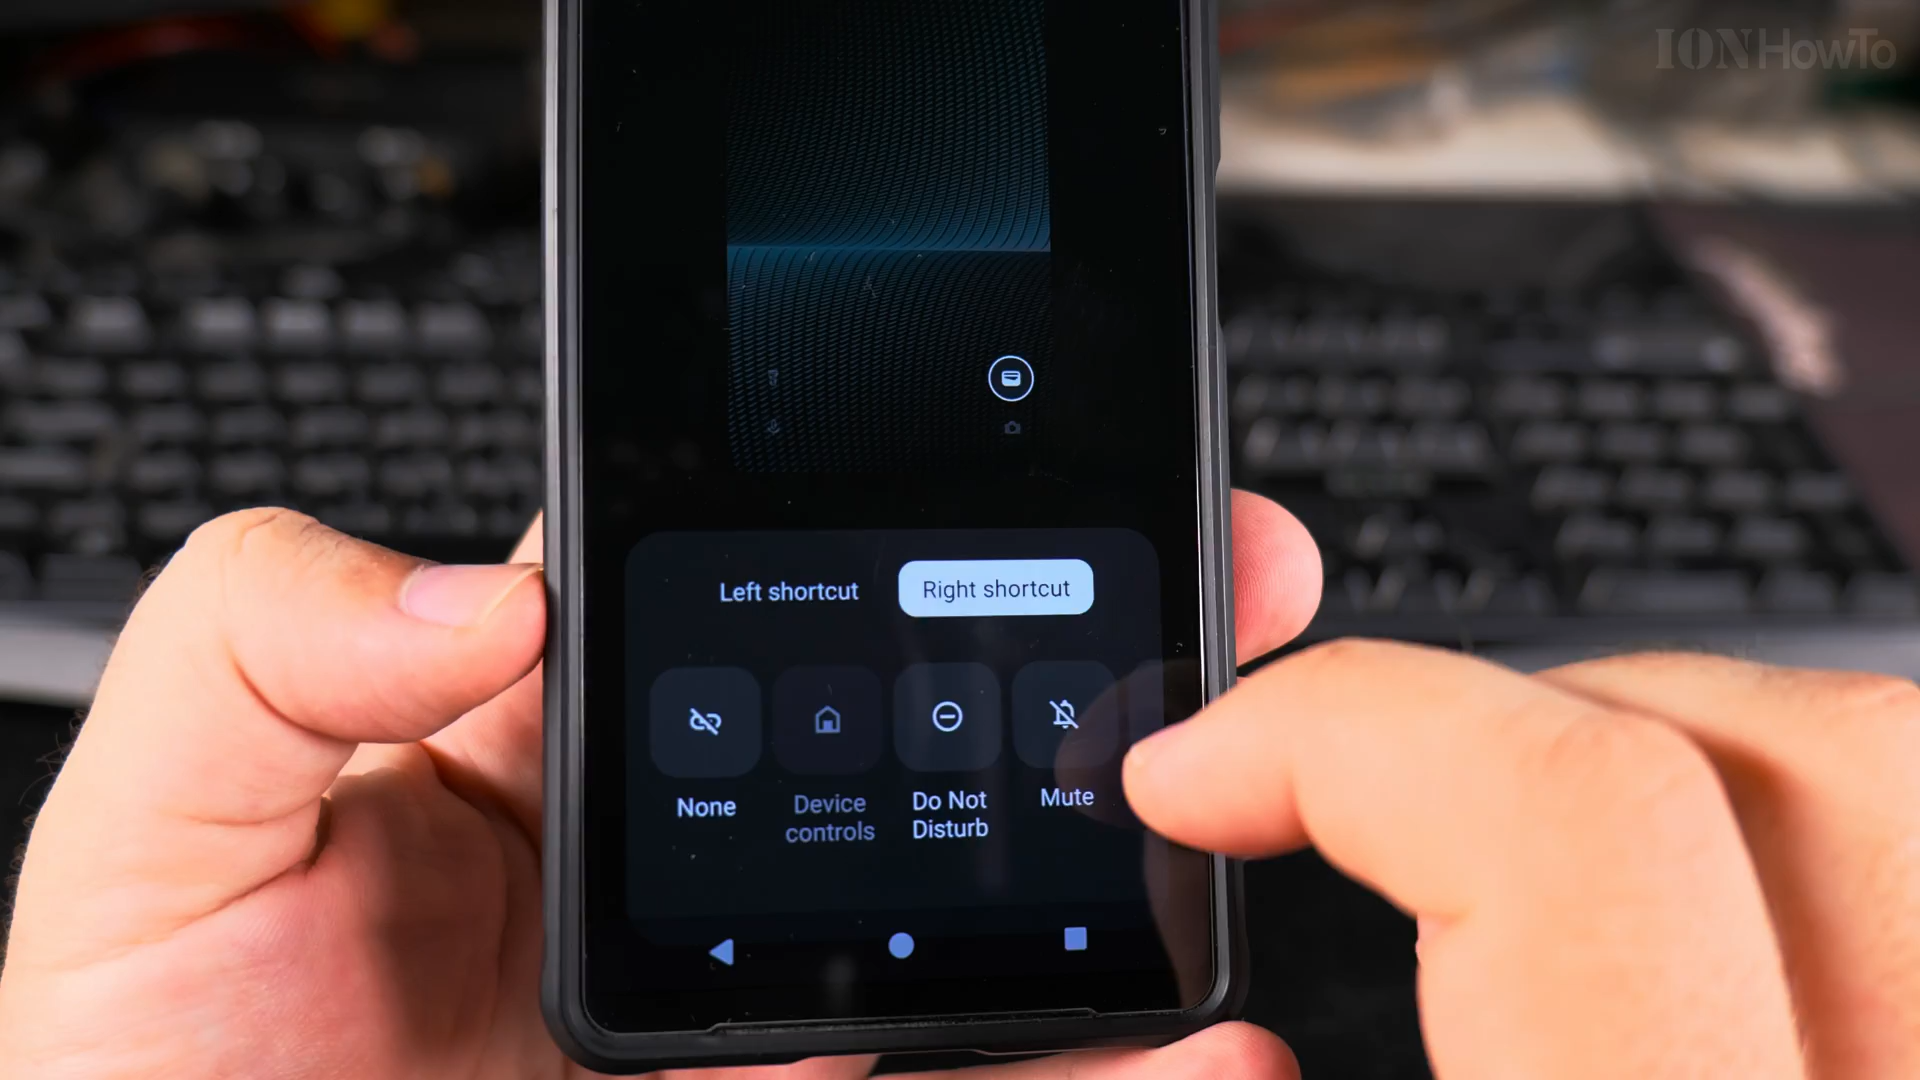 IONHowTo
Left shortcut
Right shortcut
None
Device
controls
Do Not
Disturb
Mute